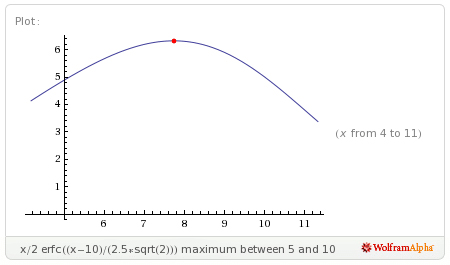 Plot:
6
5
4
3
2
1
6 7 8 9 10 11
(x from 4 to 11)
x/2 erfc((x−10)/(2.5*sqrt(2))) maximum between 5 and 10
WolframAlpha